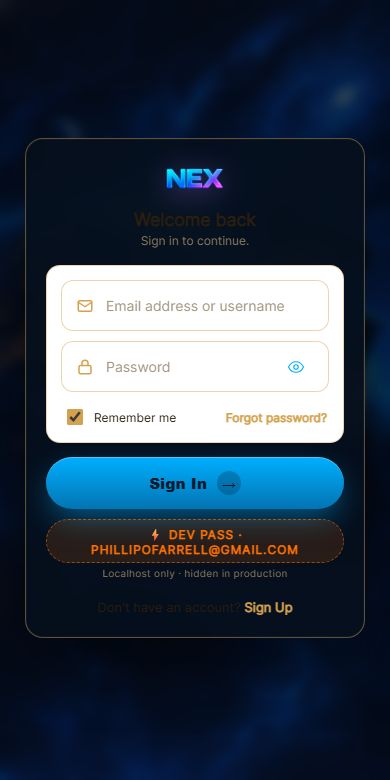 NEX
Welcome back
Sign in to continue.
Email address or username
Password
Remember me
Forgot password?
Sign In →
DEV PASS ·
PHILLIPOFARRELL@GMAIL.COM
Localhost only · hidden in production
Don't have an account? Sign Up